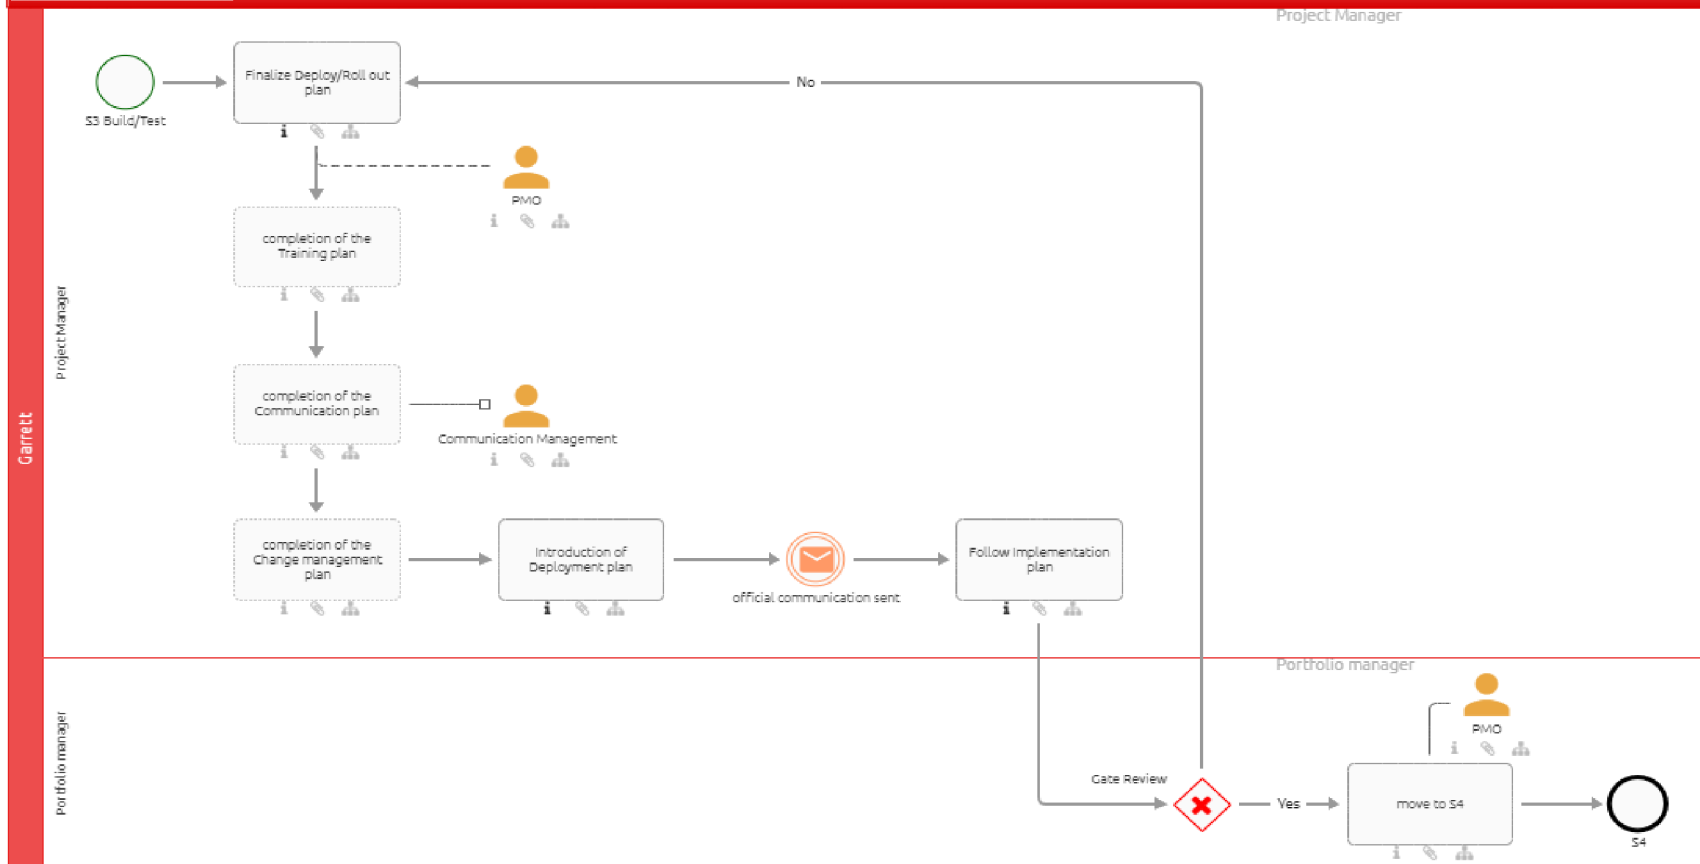 Project Manager
Finalize Deploy/Roll out
plan
No
S3 Build/Test
PMO
completion of the
Training plan
Project Manager
completion of the
Communication plan
Communication Management
Garrett
completion of the
Change management
plan
Introduction of
Deployment plan
official communication sent
Follow Implementation
plan
Portfolio manager
PMO
Portfolio manager
Gate Review
Yes
move to S4
S4